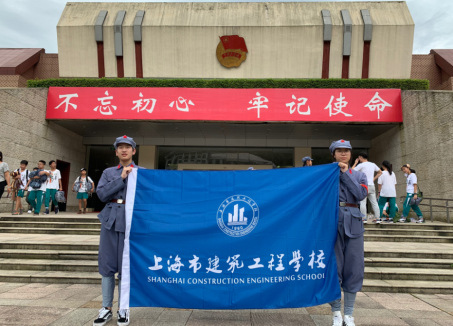 不忘初心 牢记使命
上海市建筑工程学校
SHANGHAI CONSTRUCTION ENGINEERING SCHOOL